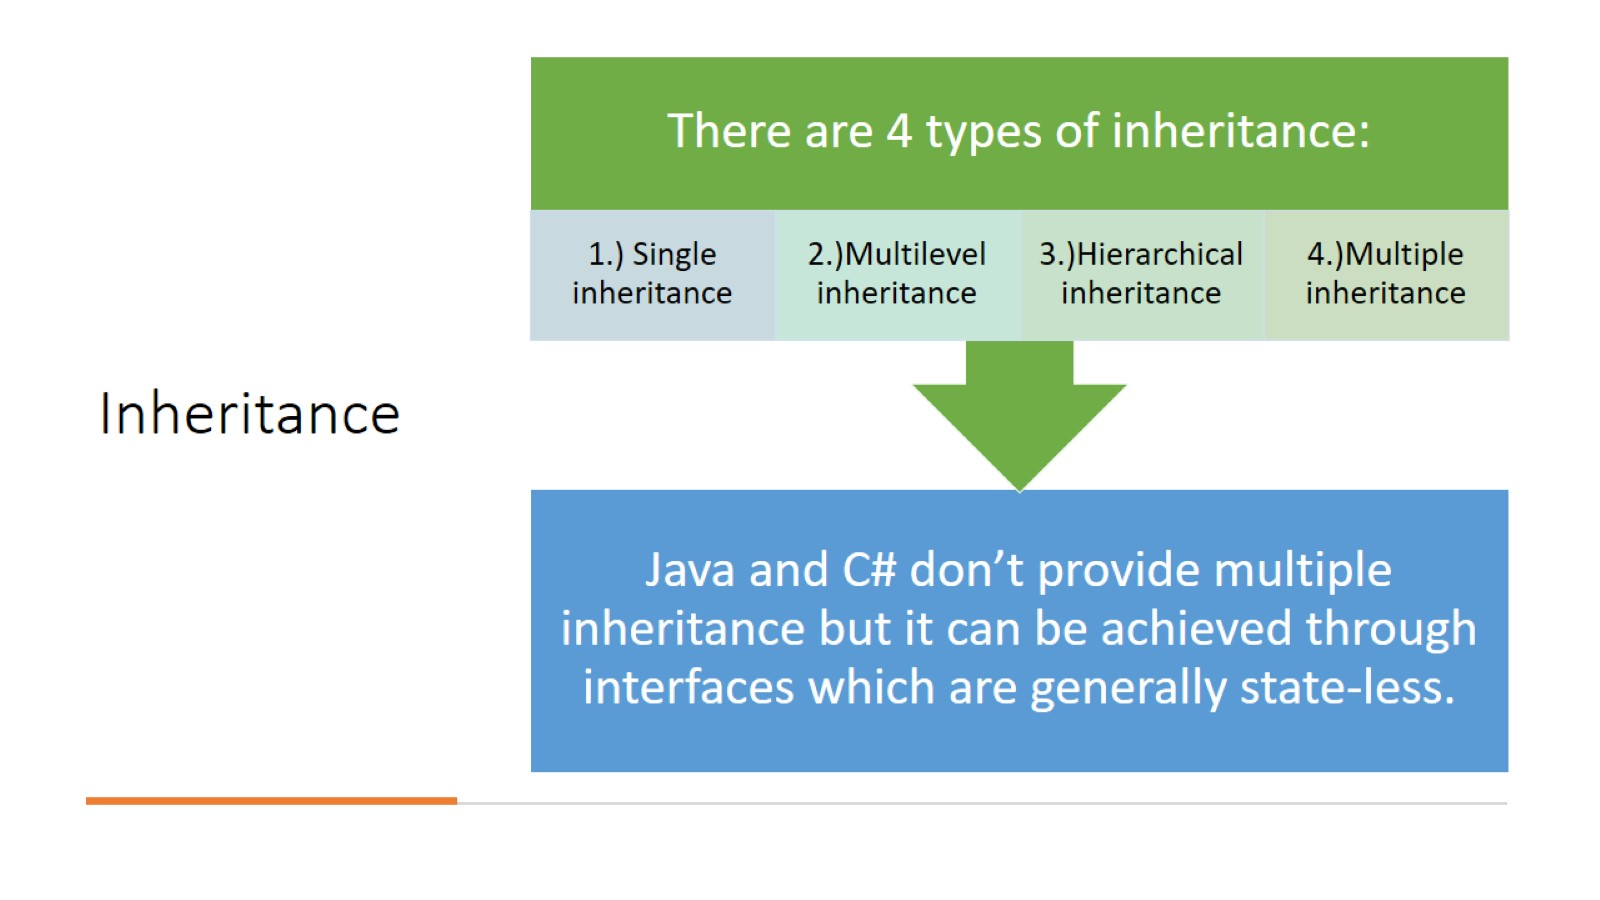 There are 4 types of inheritance:
1.) Single
inheritance
2.)Multilevel
inheritance
3.)Hierarchical
inheritance
4.)Multiple
inheritance
Inheritance
Java and C# don’t provide multiple
inheritance but it can be achieved through
interfaces which are generally state-less.